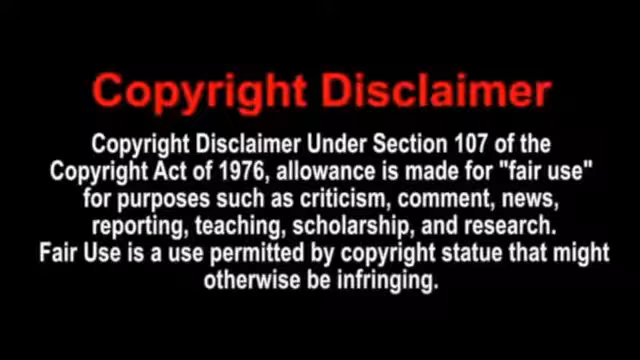 Copyright Disclaimer
Copyright Disclaimer Under Section 107 of the
Copyright Act of 1976, allowance is made for "fair use"
for purposes such as criticism, comment, news,
reporting, teaching, scholarship, and research.
Fair Use is a use permitted by copyright statue that might
otherwise be infringing.